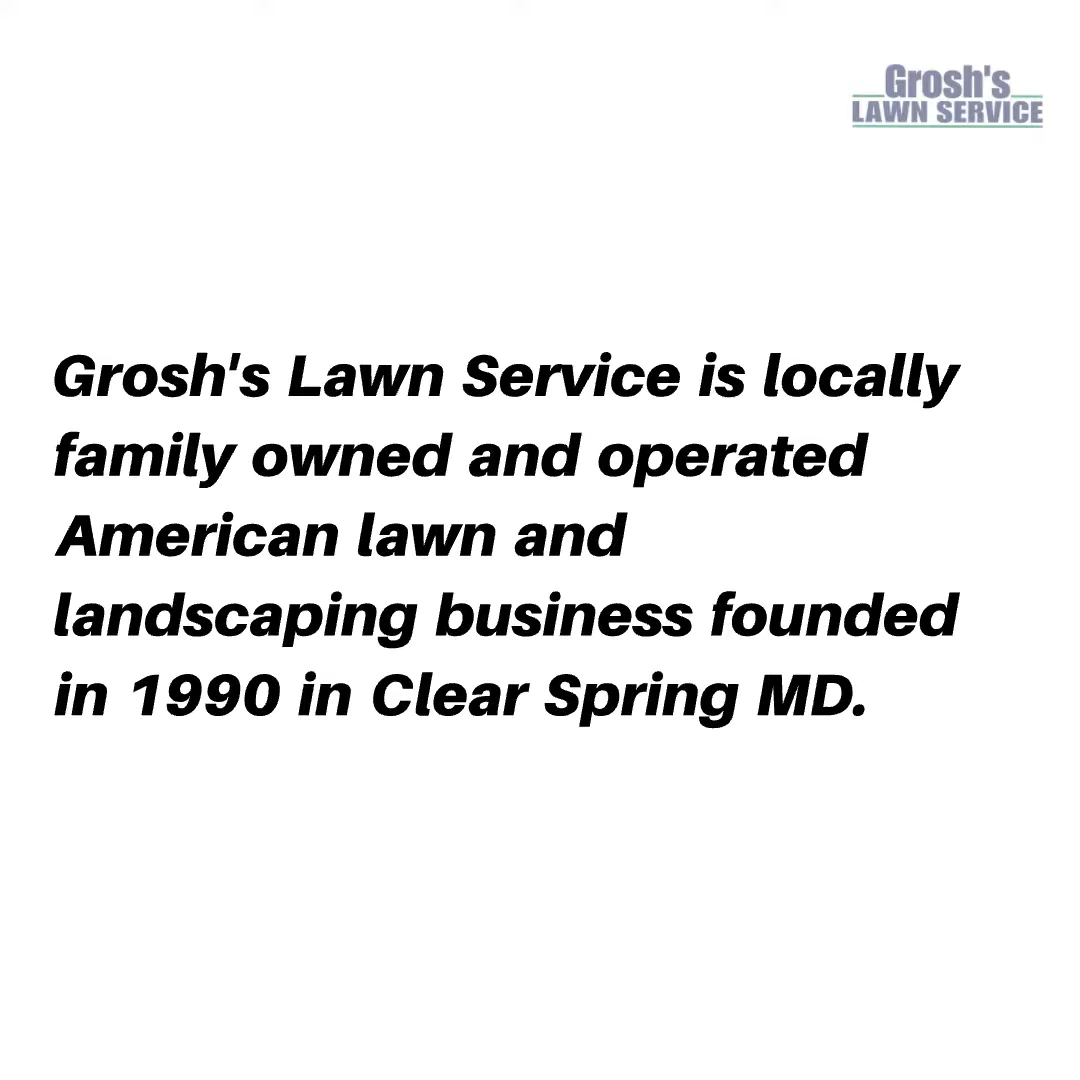 Grosh's
LAWN SERVICE
Grosh's Lawn Service is locally
family owned and operated
American lawn and
landscaping business founded
in 1990 in Clear Spring MD.